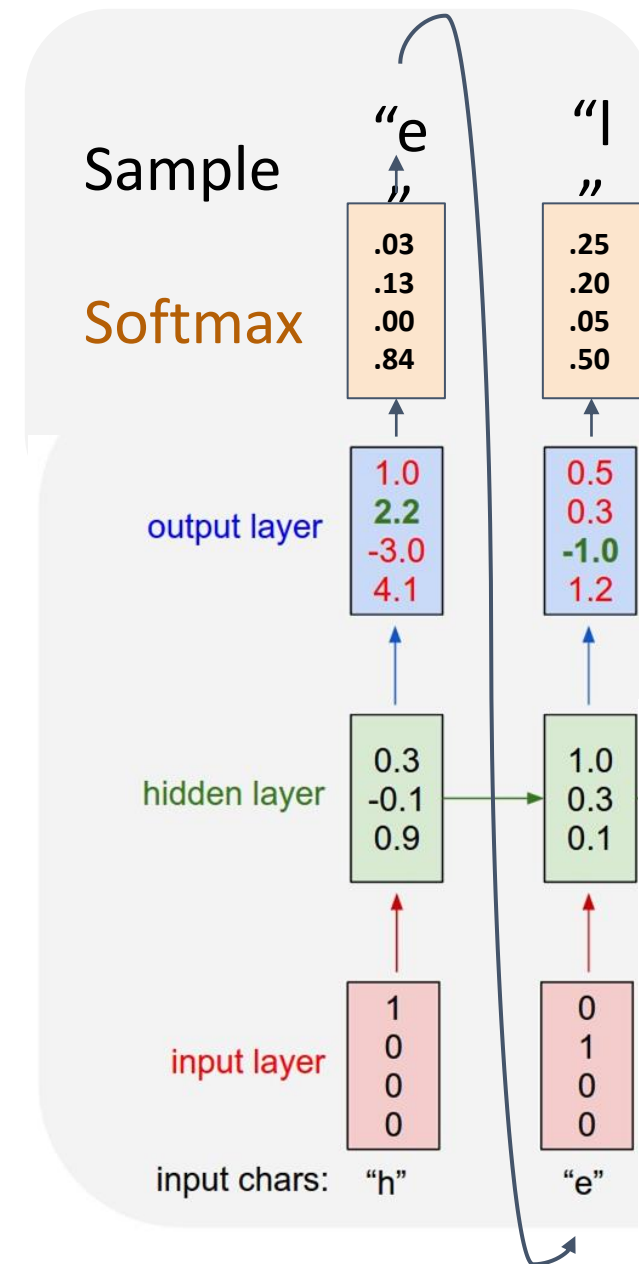 Sample “e” “l”
Softmax
.03 .25
.13 .20
.00 .05
.84 .50
output layer
1.0 0.5
2.2 0.3
-3.0 -1.0
4.1 1.2
hidden layer
0.3 1.0
-0.1 0.3
0.9 0.1
input layer
1 0
0 1
0 0
0 0
input chars: “h” “e”